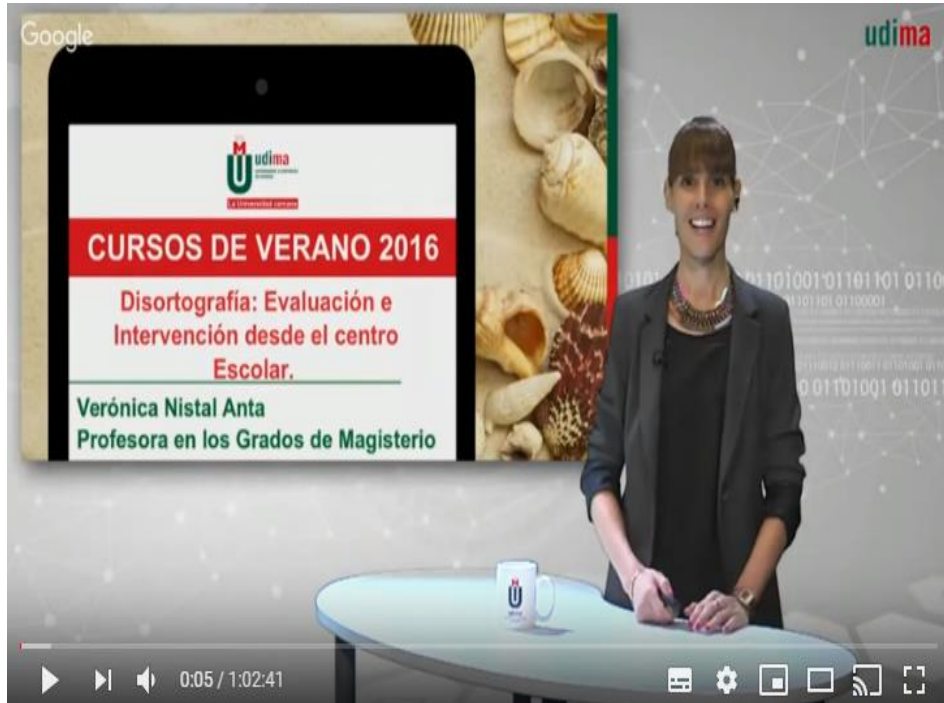 Google
udima
udima
La Universidad cercana
CURSOS DE VERANO 2016
Disortografía: Evaluación e
Intervención desde el centro
Escolar.
Verónica Nistal Anta
Profesora en los Grados de Magisterio
0:05 / 1:02:41